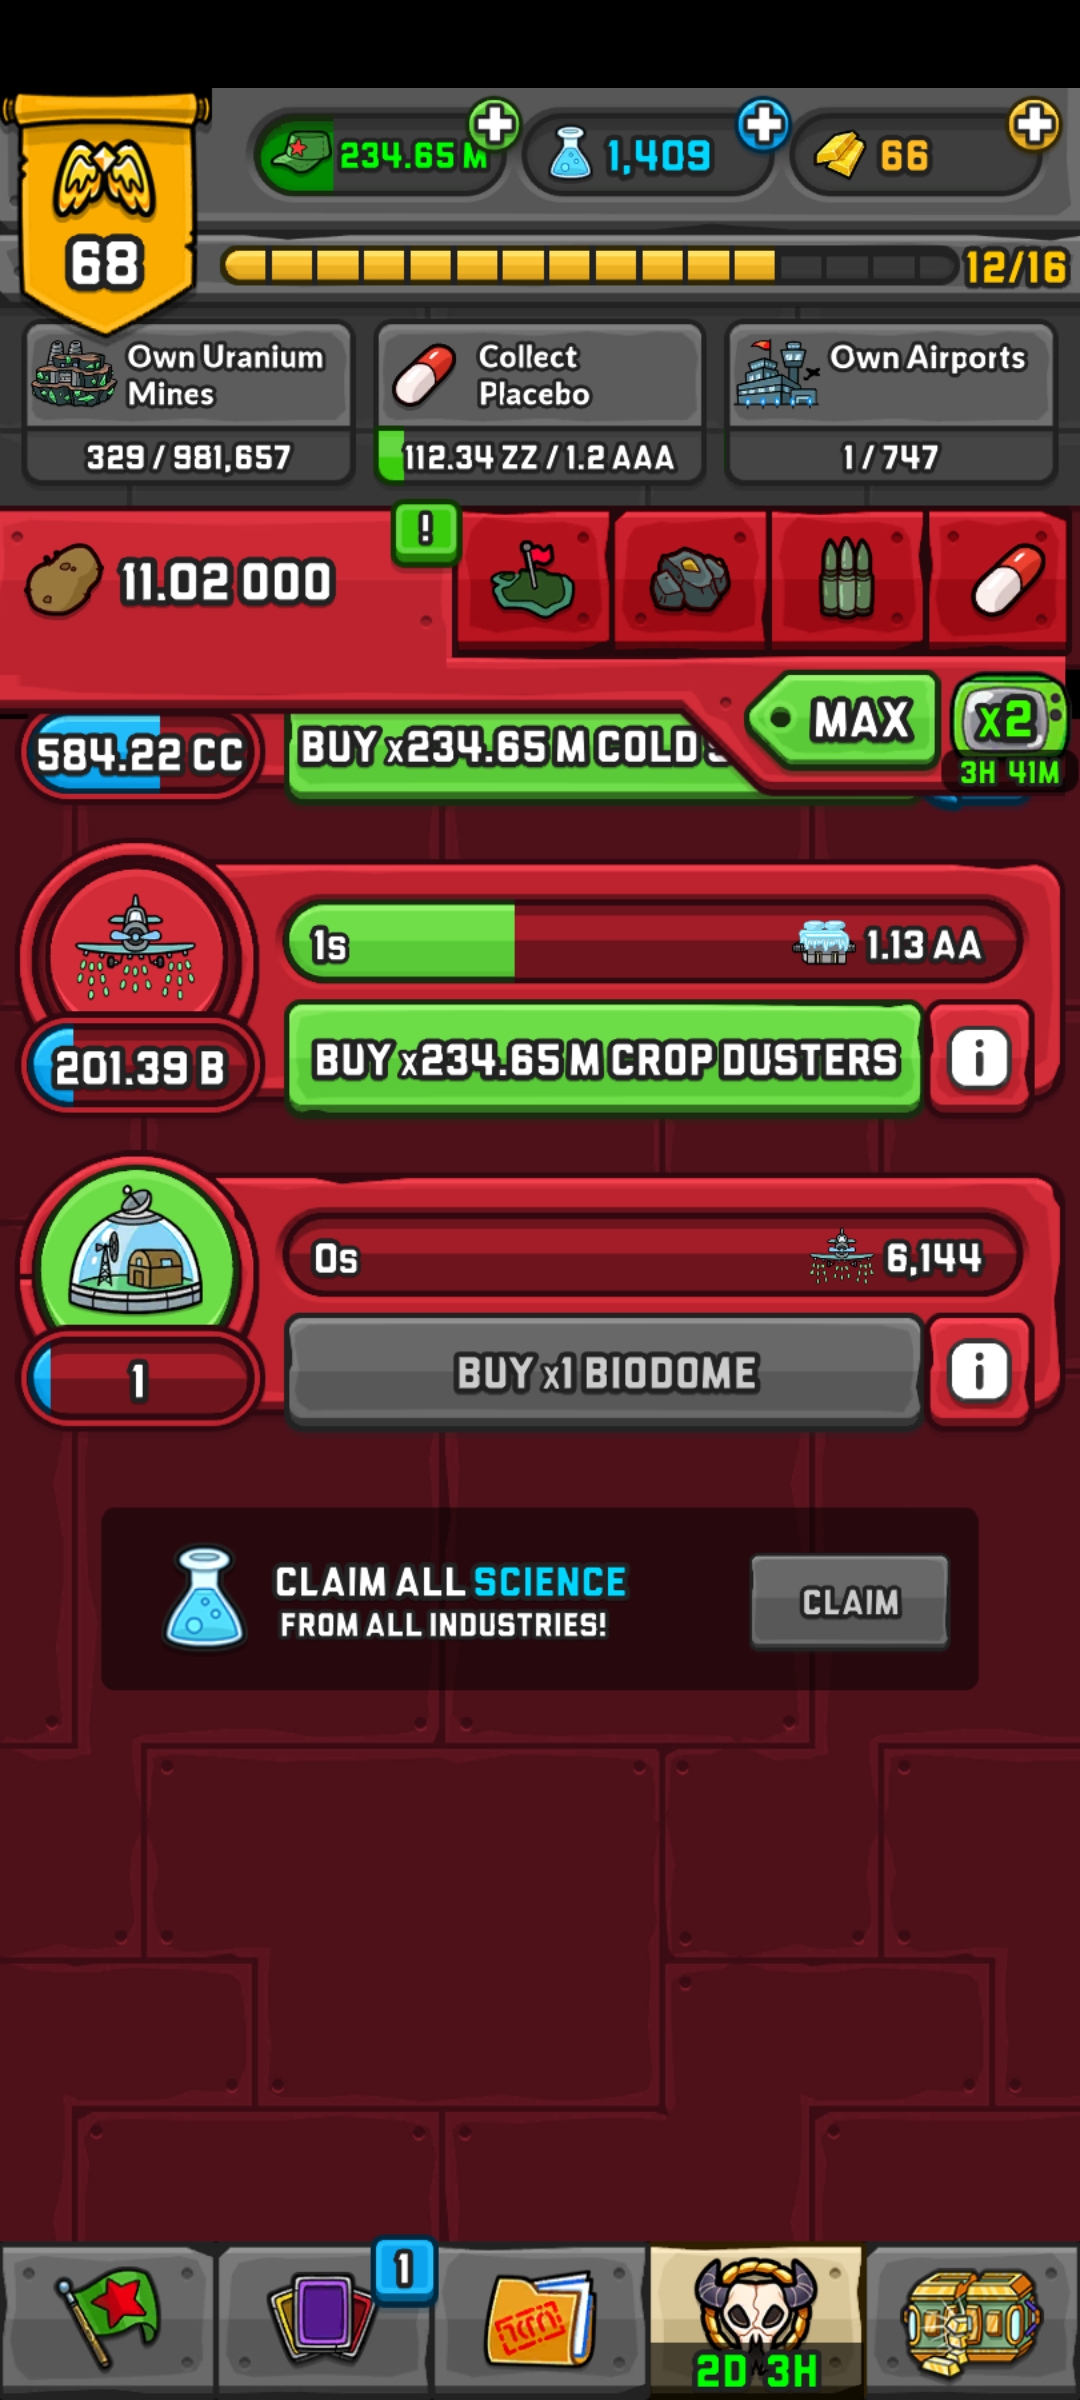 234.65 M
1,409
66
68
12/16
Own Uranium
Mines
329 / 981,657
Collect
Placebo
112.34 ZZ / 1.2 AAA
Own Airports
1 / 747
!
11.02 000
MAX
x2
3H 41M
584.22 CC
BUY x234.65 M COLD
1s
1.13 AA
201.39 B
BUY x234.65 M CROP DUSTERS
i
0s
6,144
1
BUY x1 BIODOME
i
CLAIM ALL SCIENCE
FROM ALL INDUSTRIES!
CLAIM
1
2D 3H